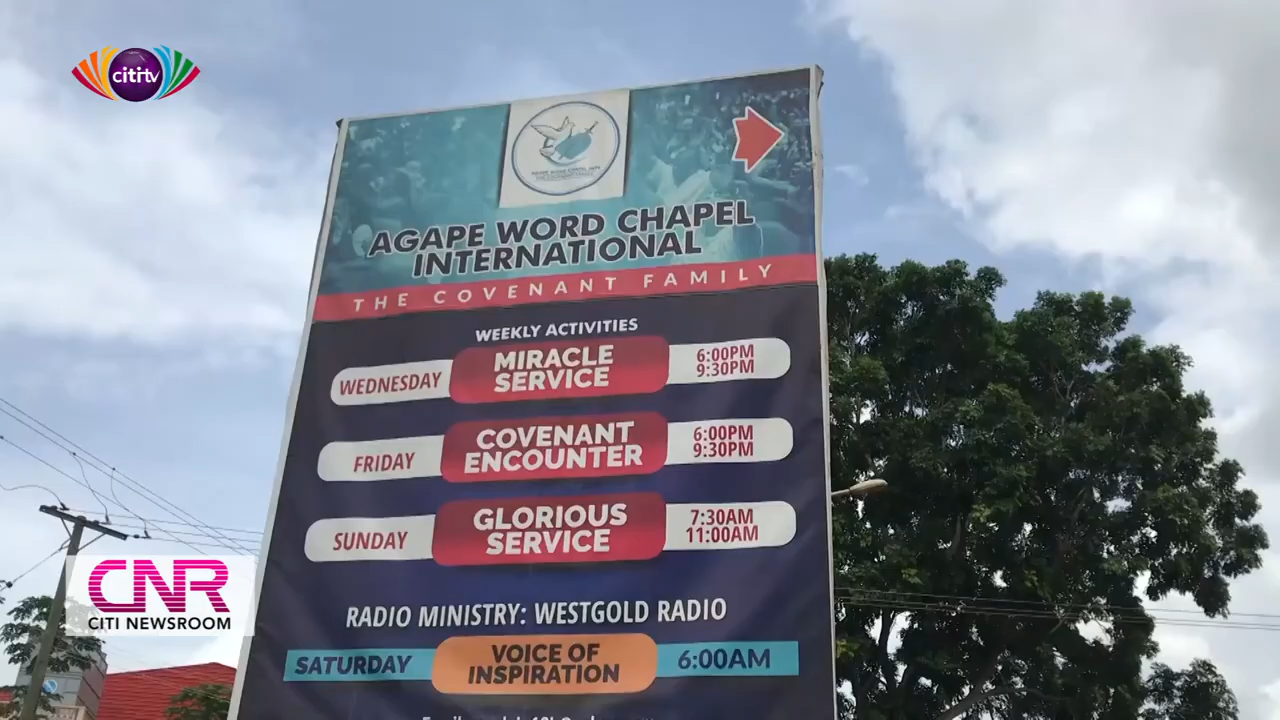 citi tv
AGAPE WORD CHAPEL
INTERNATIONAL
THE COVENANT FAMILY
WEEKLY ACTIVITIES
WEDNESDAY
MIRACLE
SERVICE
6:00PM
9:30PM
FRIDAY
COVENANT
ENCOUNTER
6:00PM
9:30PM
SUNDAY
GLORIOUS
SERVICE
7:30AM
11:00AM
RADIO MINISTRY: WESTGOLD RADIO
SATURDAY
VOICE OF
INSPIRATION
6:00AM
CNR
CITI NEWSROOM